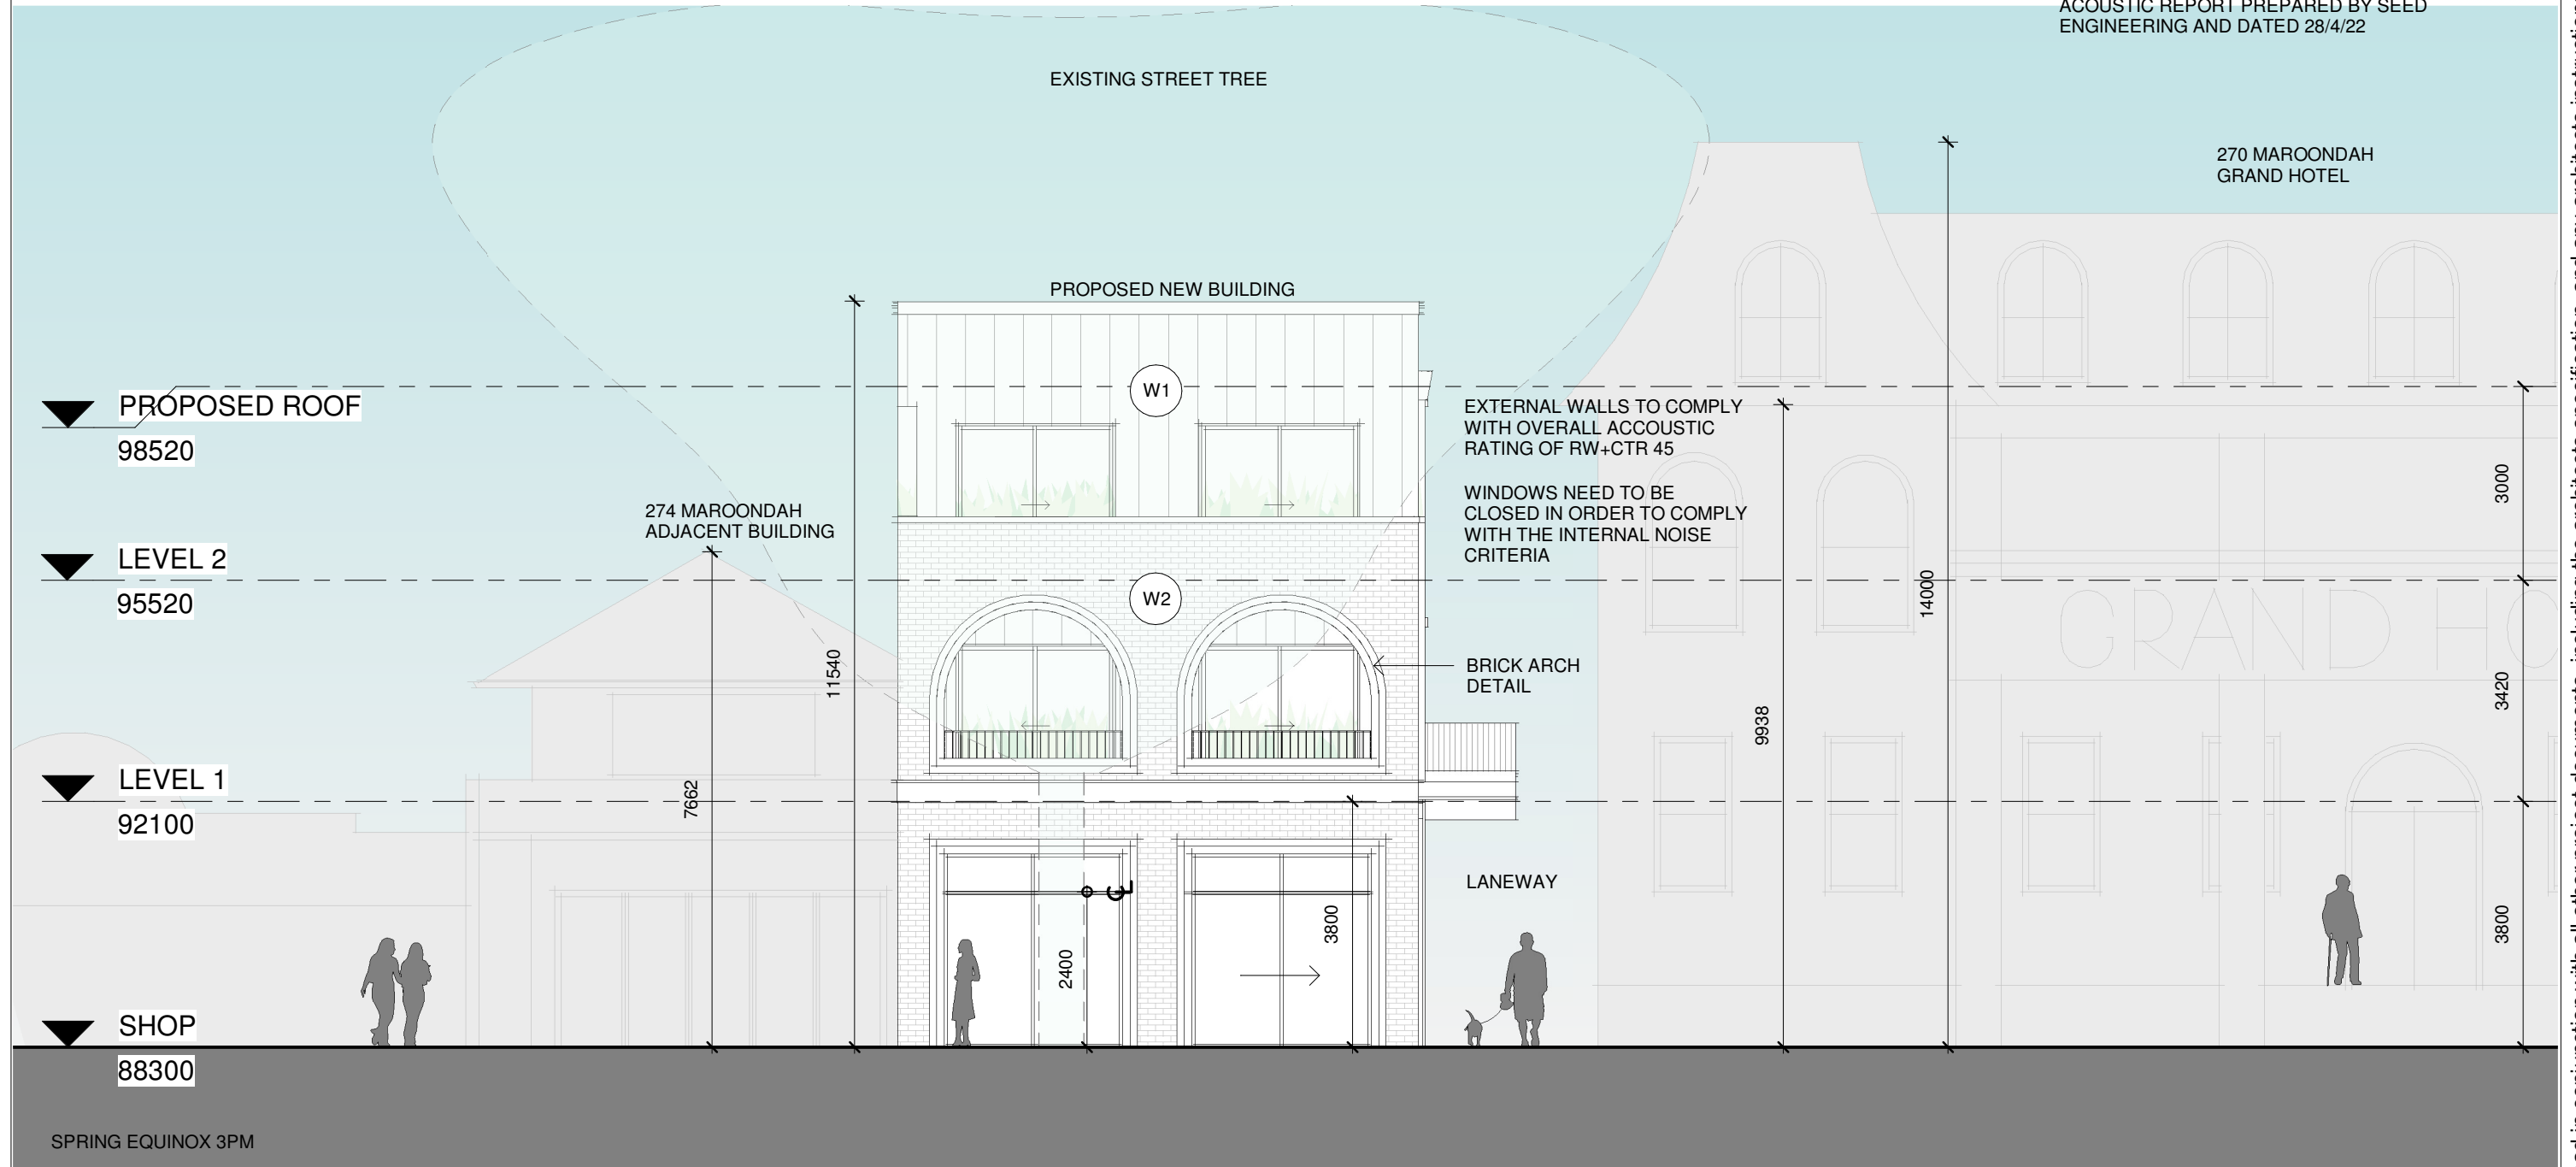 ACOUSTIC REPORT PREPARED BY SEED
ENGINEERING AND DATED 28/4/22
EXISTING STREET TREE
270 MAROONDAH
GRAND HOTEL
PROPOSED NEW BUILDING
W1
PROPOSED ROOF
98520
EXTERNAL WALLS TO COMPLY
WITH OVERALL ACCOUSTIC
RATING OF RW+CTR 45
WINDOWS NEED TO BE
CLOSED IN ORDER TO COMPLY
WITH THE INTERNAL NOISE
CRITERIA
3000
274 MAROONDAH
ADJACENT BUILDING
LEVEL 2
95520
W2
14000
GRAND HO
11540
BRICK ARCH
DETAIL
3420
9938
LEVEL 1
92100
7662
LANEWAY
CL
3800
3800
2400
SHOP
88300
SPRING EQUINOX 3PM